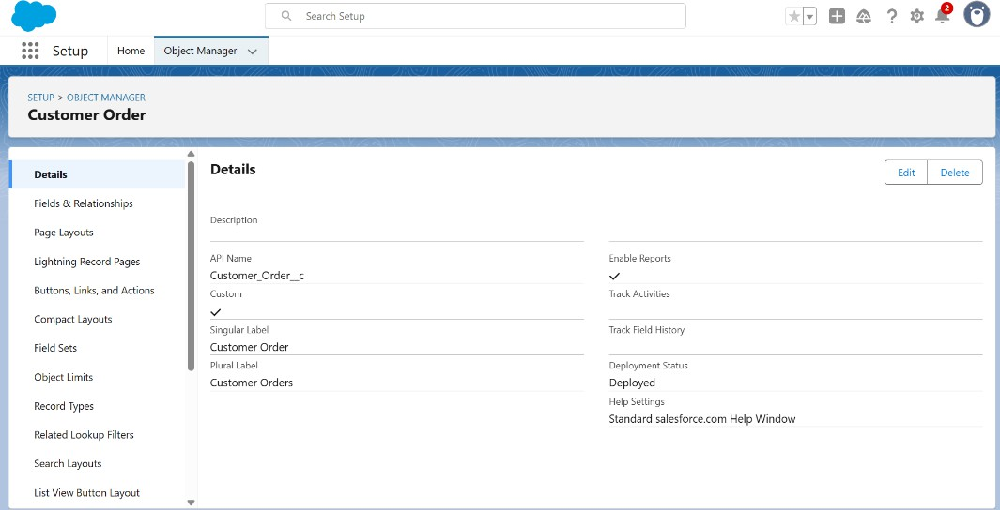 Search Setup
2
Setup
Home
Object Manager
SETUP > OBJECT MANAGER
Customer Order
Details
Fields & Relationships
Page Layouts
Lightning Record Pages
Buttons, Links, and Actions
Compact Layouts
Field Sets
Object Limits
Record Types
Related Lookup Filters
Search Layouts
List View Button Layout
Details
Edit
Delete
Description
API Name
Customer_Order__c
Custom
Singular Label
Customer Order
Plural Label
Customer Orders
Enable Reports
Track Activities
Track Field History
Deployment Status
Deployed
Help Settings
Standard salesforce.com Help Window